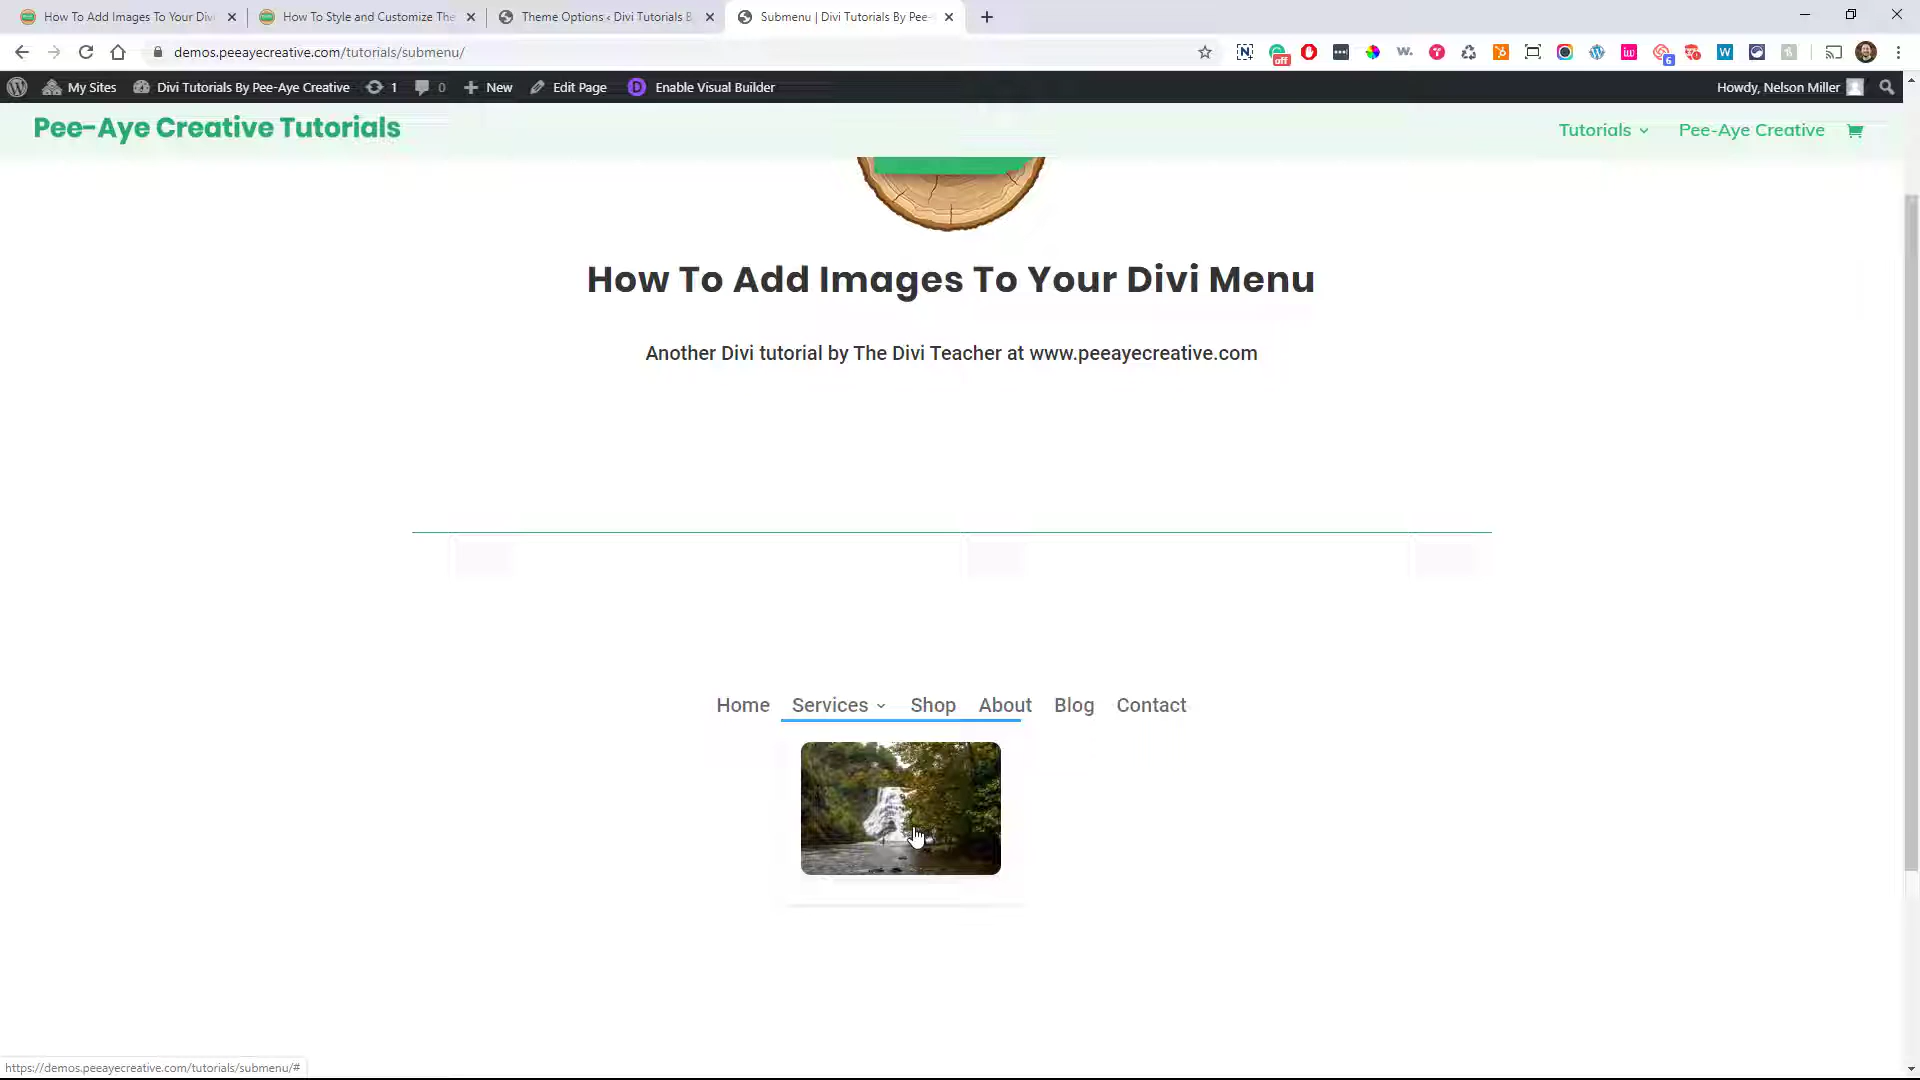 How To Add Images To Your Divi
How To Style and Customize The
Theme Options ‹ Divi Tutorials B
Submenu | Divi Tutorials By Pee-
demos.peeayecreative.com/tutorials/submenu/
off
6
My Sites
Divi Tutorials By Pee-Aye Creative
1
0
New
Edit Page
Enable Visual Builder
Howdy, Nelson Miller
Pee-Aye Creative Tutorials
Tutorials
Pee-Aye Creative
How To Add Images To Your Divi Menu
Another Divi tutorial by The Divi Teacher at www.peeayecreative.com
Home Services Shop About Blog Contact
https://demos.peeayecreative.com/tutorials/submenu/#